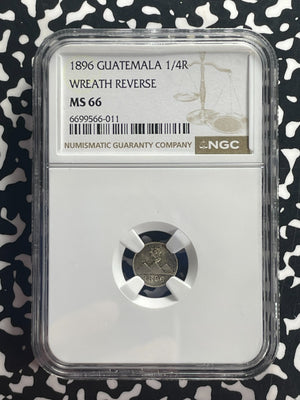 1896 GUATEMALA 1/4R
WREATH REVERSE
MS 66
6699566-011
NUMISMATIC GUARANTY COMPANY
NGC